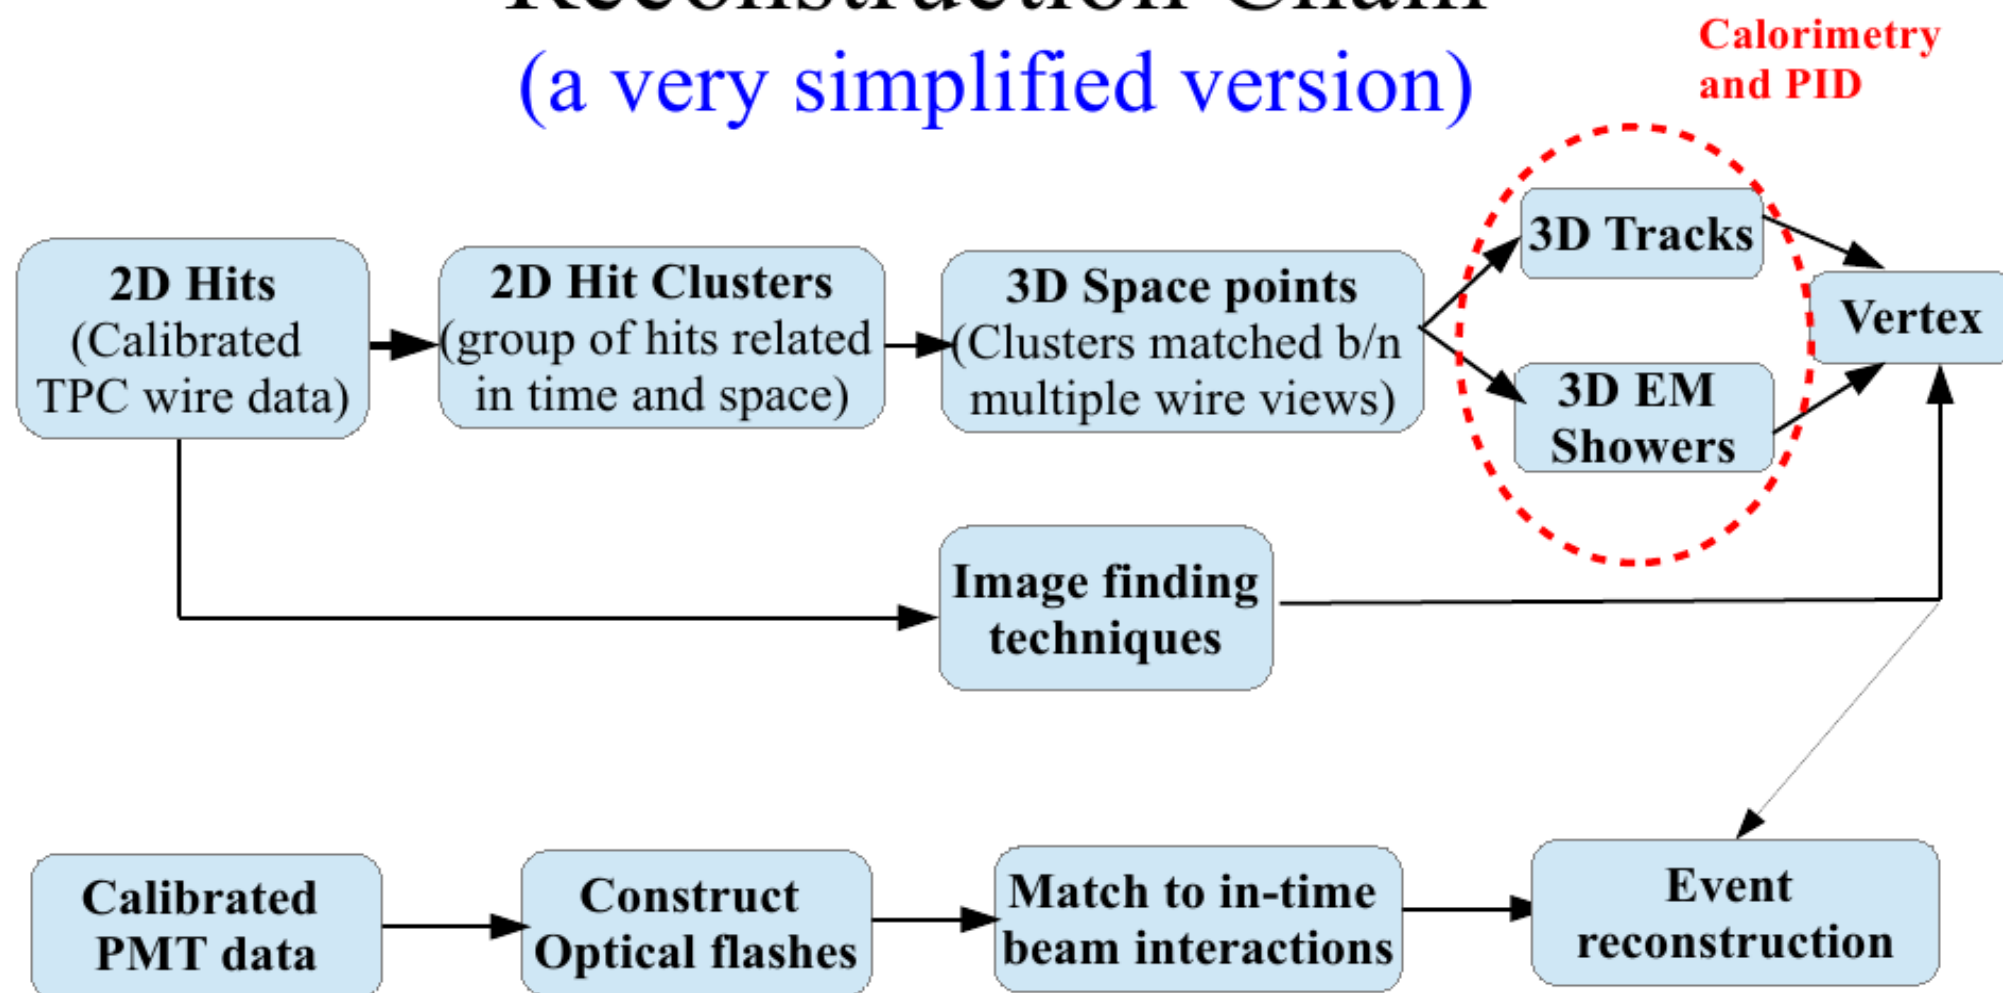 Reconstruction Chain
(a very simplified version)
Calorimetry
and PID
2D Hits
(Calibrated
TPC wire data)
2D Hit Clusters
(group of hits related
in time and space)
3D Space points
(Clusters matched b/n
multiple wire views)
3D Tracks
3D EM
Showers
Vertex
Image finding
techniques
Calibrated
PMT data
Construct
Optical flashes
Match to in-time
beam interactions
Event
reconstruction